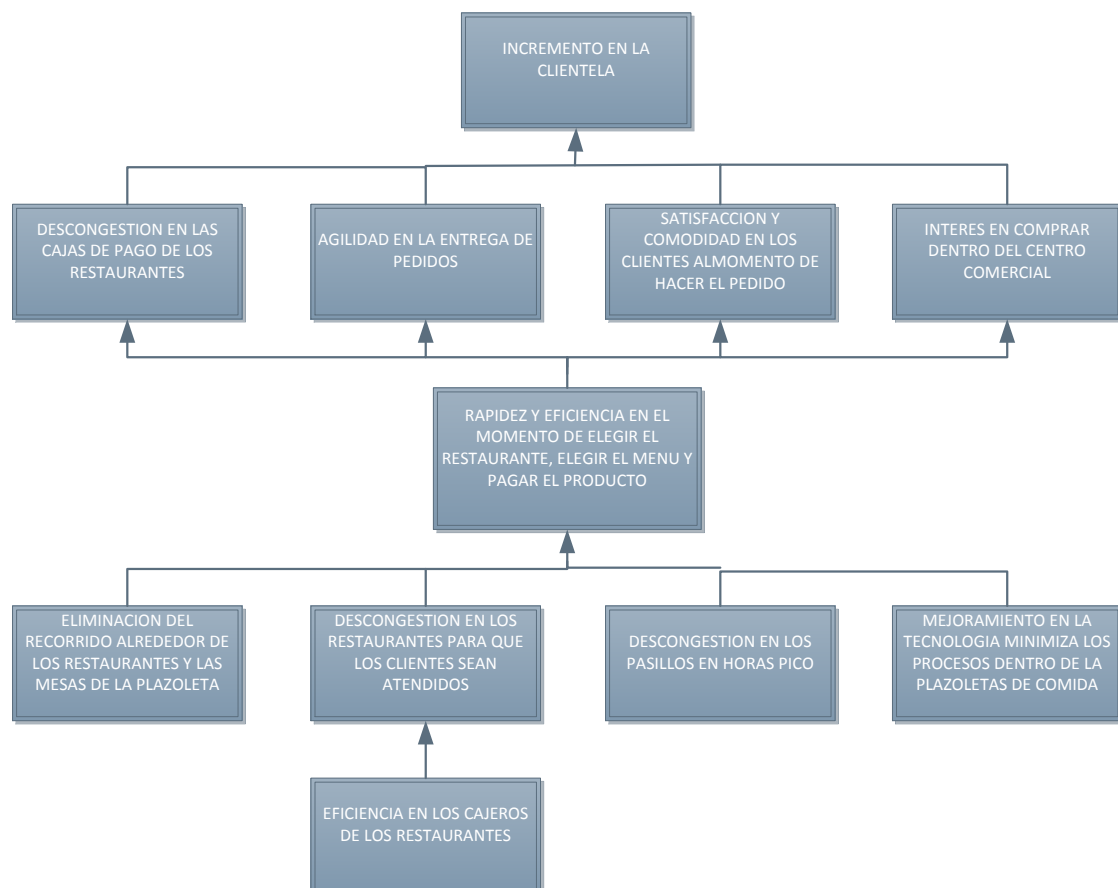 INCREMENTO EN LA
CLIENTELA
DESCONGESTION EN LAS
CAJAS DE PAGO DE LOS
RESTAURANTES
AGILIDAD EN LA ENTREGA DE
PEDIDOS
SATISFACCION Y
COMODIDAD EN LOS
CLIENTES ALMOMENTO DE
HACER EL PEDIDO
INTERES EN COMPRAR
DENTRO DEL CENTRO
COMERCIAL
RAPIDEZ Y EFICIENCIA EN EL
MOMENTO DE ELEGIR EL
RESTAURANTE, ELEGIR EL MENU Y
PAGAR EL PRODUCTO
ELIMINACION DEL
RECORRIDO ALREDEDOR DE
LOS RESTAURANTES Y LAS
MESAS DE LA PLAZOLETA
DESCONGESTION EN LOS
RESTAURANTES PARA QUE
LOS CLIENTES SEAN
ATENDIDOS
DESCONGESTION EN LOS
PASILLOS EN HORAS PICO
MEJORAMIENTO EN LA
TECNOLOGIA MINIMIZA LOS
PROCESOS DENTRO DE LA
PLAZOLETAS DE COMIDA
EFICIENCIA EN LOS CAJEROS
DE LOS RESTAURANTES